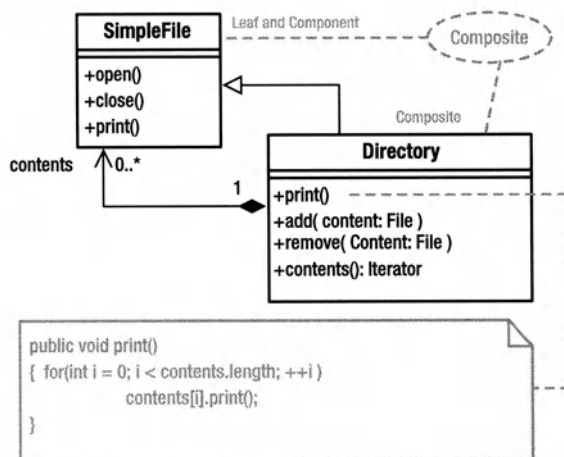 SimpleFile
Leaf and Component
Composite
+open()
+close()
+print()
Composite
contents
0..*
1
Directory
+print()
+add( content: File )
+remove( Content: File )
+contents(): Iterator
public void print()
{ for(int i = 0; i < contents.length; ++i )
contents[i].print();
}